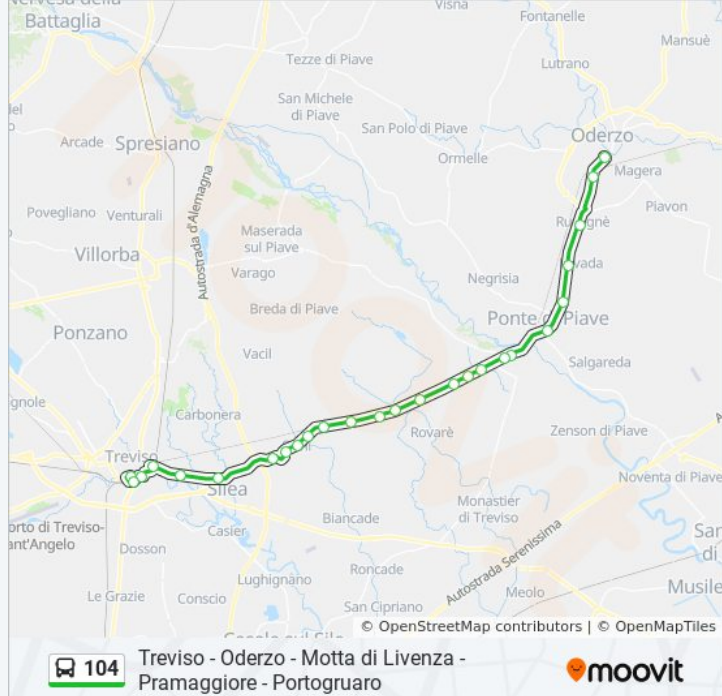 Nervesa della
Battaglia
Visna
Fontanelle
Mansuè
Tezze di Piave
Lutrano
San Michele
di Piave
Arcade
Spresiano
San Polo di Piave
Oderzo
Ormelle
Magera
Povegliano
Venturali
Autostrada d'Alemagna
Maserada
sul Piave
Piavon
Villorba
Varago
Negrisia
Breda di Piave
Ponte di Piave
Ponzano
Vacil
Salgareda
Carbonera
Rovarè
Zenson di Piave
Treviso
Silea
Noventa di Piave
Monastier
di Treviso
Casier
Biancade
Dosson
Autostrada Serenissima
Roncade
Lughignano
Meolo
Musile
Le Grazie
Conscio
San Cipriano
© OpenStreetMap contributors | © OpenMapTiles
104
Treviso - Oderzo - Motta di Livenza -
Pramaggiore - Portogruaro
moovit